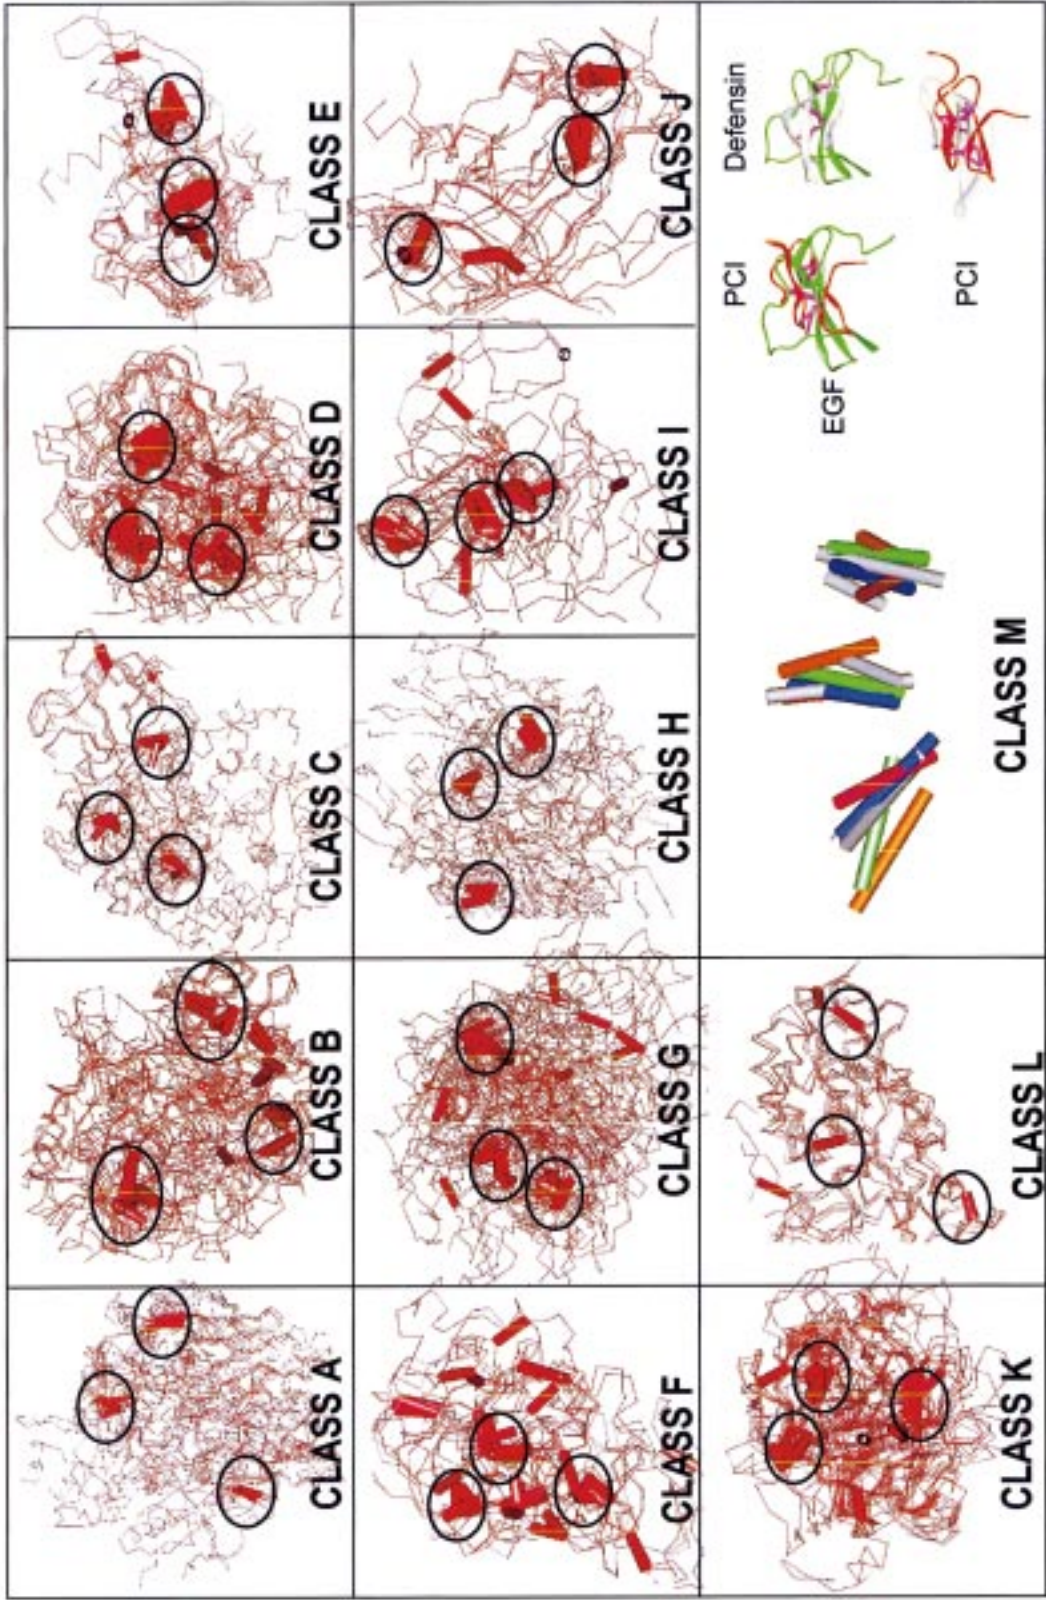 CLASS A
CLASS B
CLASS C
CLASS D
CLASS E
CLASS F
CLASS G
CLASS H
CLASS I
CLASS J
CLASS K
CLASS L
CLASS M
EGF
PCI
Defensin
PCI